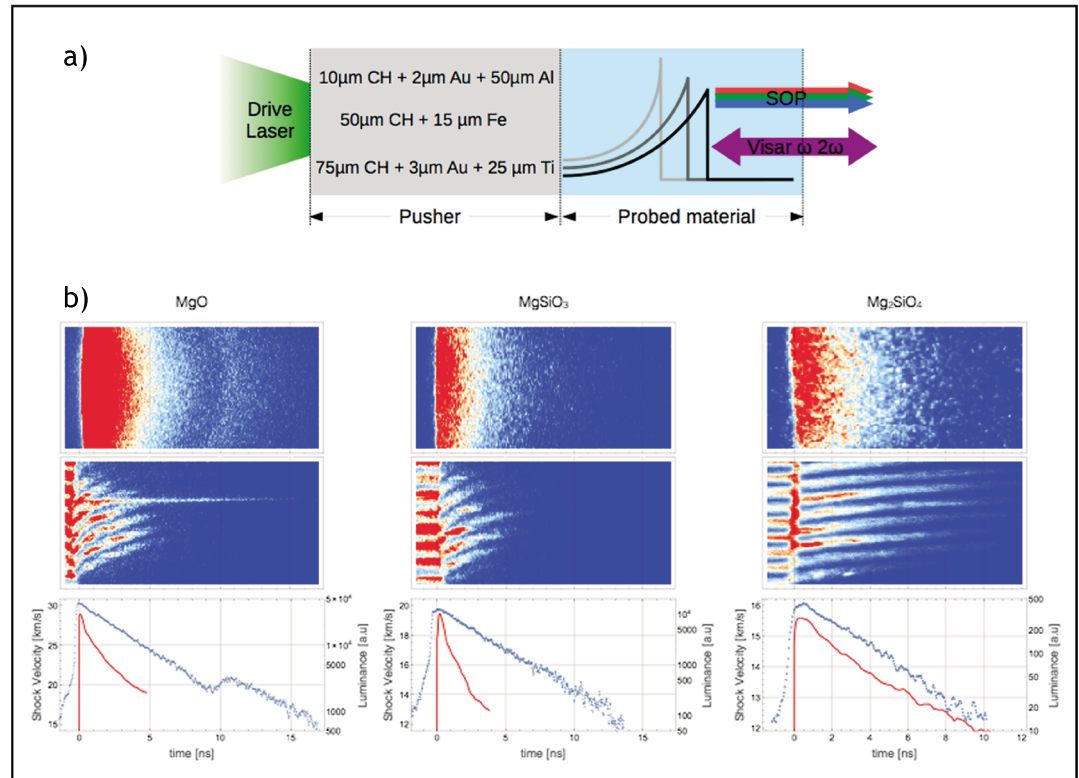 a)
Drive
Laser
10μm CH + 2μm Au + 50μm Al
50μm CH + 15 μm Fe
75μm CH + 3μm Au + 25 μm Ti
SOP
Visar ω 2ω
Pusher
Probed material
b)
MgO
MgSiO₃
Mg₂SiO₄
Shock Velocity [km/s]
30
25
20
15
0
5
10
15
time [ns]
5×10⁴
1×10⁴
5000
1000
500
Luminance [a.u]
Shock Velocity [km/s]
20
18
16
14
12
0
5
10
15
time [ns]
10⁴
5000
1000
500
100
50
Luminance [a.u]
Shock Velocity [km/s]
16
15
14
13
12
0
2
4
6
8
10
12
time [ns]
500
200
100
50
20
10
Luminance [a.u]